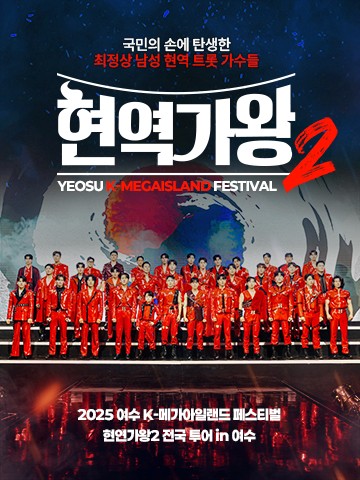 국민의 손에 탄생한
최정상 남성 현역 트롯 가수들
현역가왕2
YEOSU K-MEGAISLAND FESTIVAL
2025 여수 K-메가아일랜드 페스티벌
현연가왕2 전국 투어 in 여수